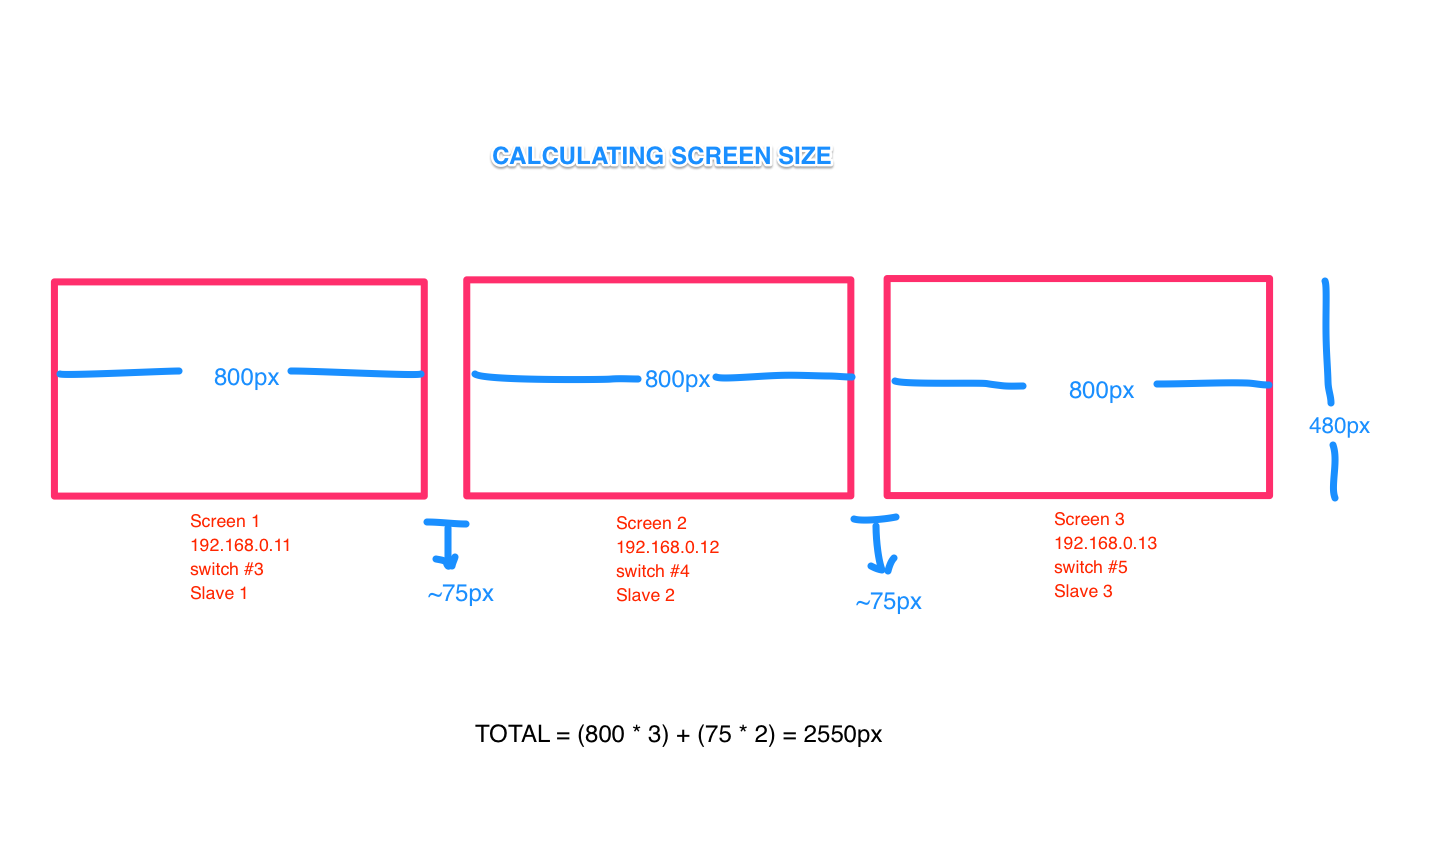 CALCULATING SCREEN SIZE
800px
800px
800px
480px
Screen 1
192.168.0.11
switch #3
Slave 1
~75px
Screen 2
192.168.0.12
switch #4
Slave 2
~75px
Screen 3
192.168.0.13
switch #5
Slave 3
TOTAL = (800 * 3) + (75 * 2) = 2550px